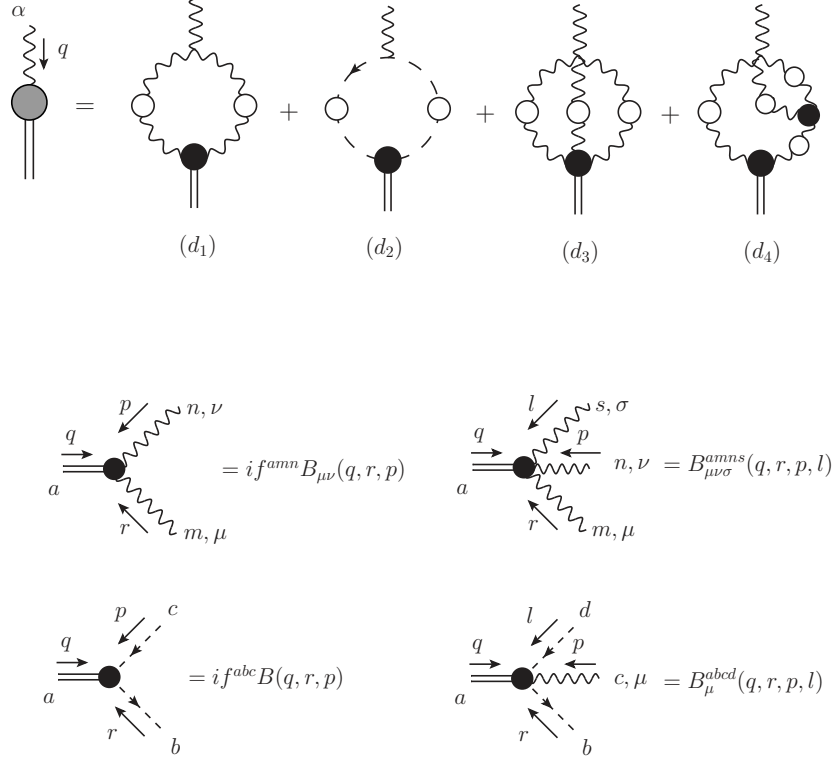 α
q
= + + +
(d₁) (d₂) (d₃) (d₄)
p n, ν
q
= if^{amn}B_{μν}(q, r, p)
a
r m, μ
l s, σ
q p
n, ν = B^{amns}_{μνσ}(q, r, p, l)
a
r m, μ
p c
q
= if^{abc}B(q, r, p)
a
r b
l d
q p
c, μ = B^{abcd}_{μ}(q, r, p, l)
a
r b